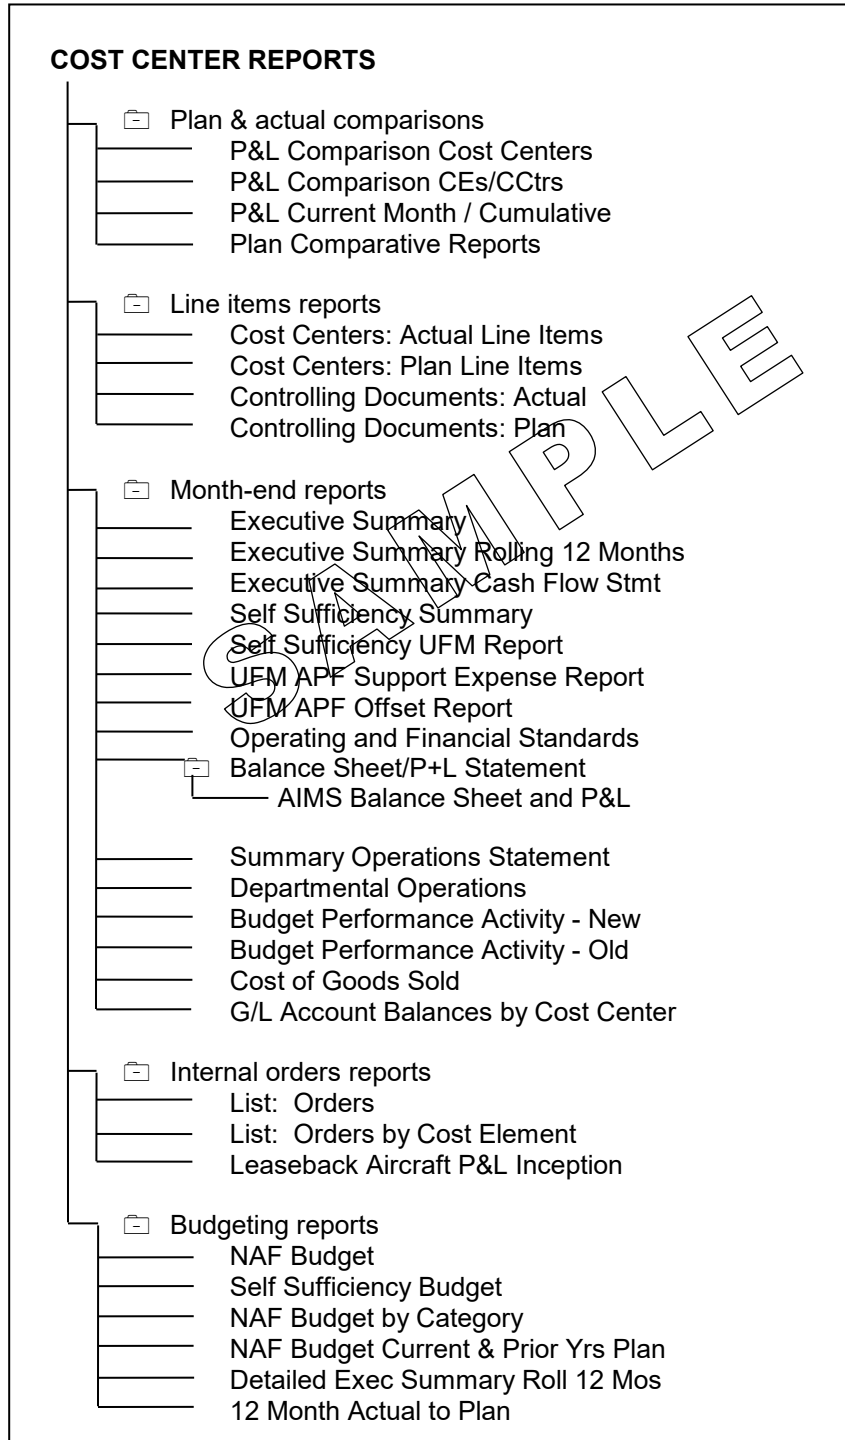 COST CENTER REPORTS
Plan & actual comparisons
P&L Comparison Cost Centers
P&L Comparison CEs/CCtrs
P&L Current Month / Cumulative
Plan Comparative Reports
Line items reports
Cost Centers: Actual Line Items
Cost Centers: Plan Line Items
Controlling Documents: Actual
Controlling Documents: Plan
Month-end reports
Executive Summary
Executive Summary Rolling 12 Months
Executive Summary Cash Flow Stmt
Self Sufficiency Summary
Self Sufficiency UFM Report
UFM APF Support Expense Report
UFM APF Offset Report
Operating and Financial Standards
Balance Sheet/P+L Statement
AIMS Balance Sheet and P&L
Summary Operations Statement
Departmental Operations
Budget Performance Activity - New
Budget Performance Activity - Old
Cost of Goods Sold
G/L Account Balances by Cost Center
Internal orders reports
List:  Orders
List:  Orders by Cost Element
Leaseback Aircraft P&L Inception
Budgeting reports
NAF Budget
Self Sufficiency Budget
NAF Budget by Category
NAF Budget Current & Prior Yrs Plan
Detailed Exec Summary Roll 12 Mos
12 Month Actual to Plan
SAMPLE